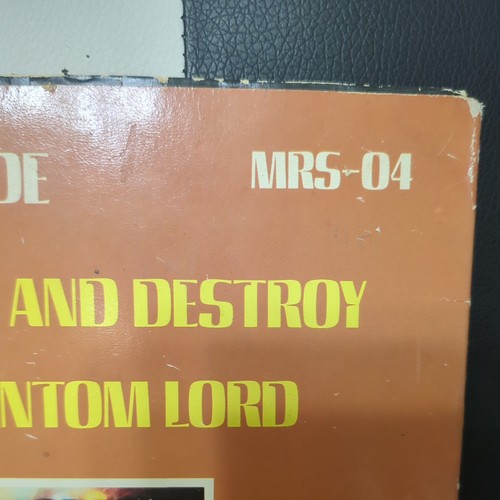 DE MRS-04
AND DESTROY
NTOM LORD